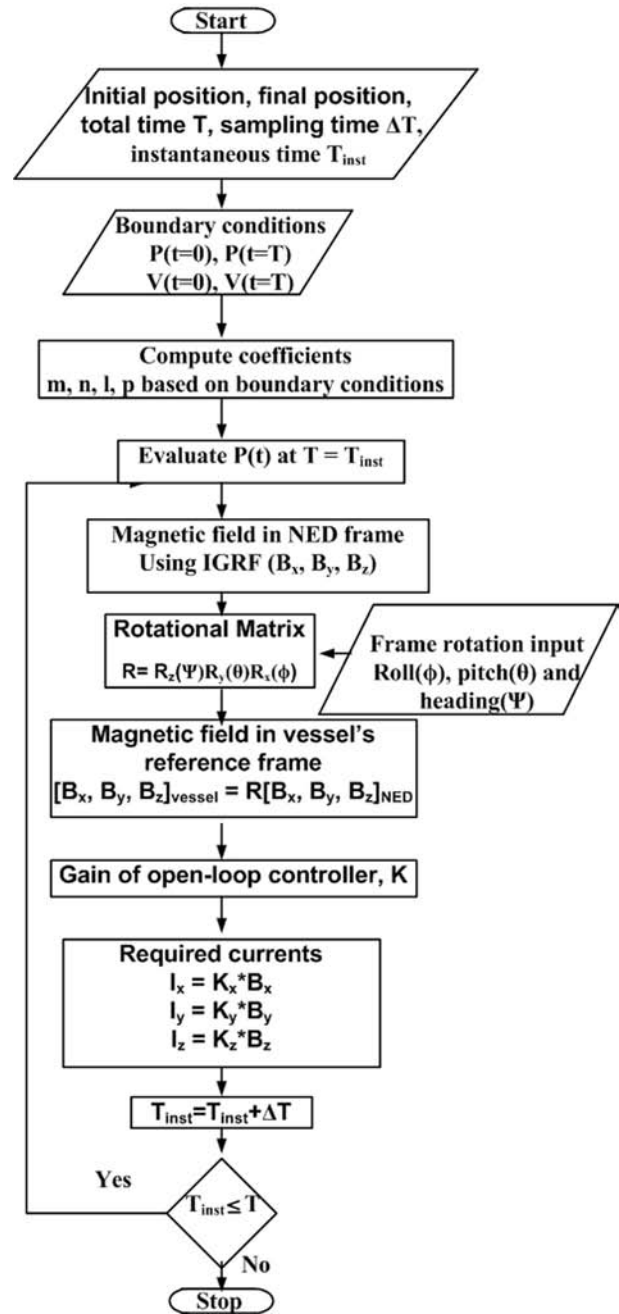 Start
Initial position, final position,
total time T, sampling time ΔT,
instantaneous time T_inst
Boundary conditions
P(t=0), P(t=T)
V(t=0), V(t=T)
Compute coefficients
m, n, l, p based on boundary conditions
Evaluate P(t) at T = T_inst
Magnetic field in NED frame
Using IGRF (B_x, B_y, B_z)
Rotational Matrix
R= R_z(Ψ)R_y(θ)R_x(ϕ)
Frame rotation input
Roll(ϕ), pitch(θ) and
heading(Ψ)
Magnetic field in vessel's
reference frame
[B_x, B_y, B_z]_vessel = R[B_x, B_y, B_z]_NED
Gain of open-loop controller, K
Required currents
I_x = K_x*B_x
I_y = K_y*B_y
I_z = K_z*B_z
T_inst=T_inst+ΔT
Yes
T_inst≤T
No
Stop